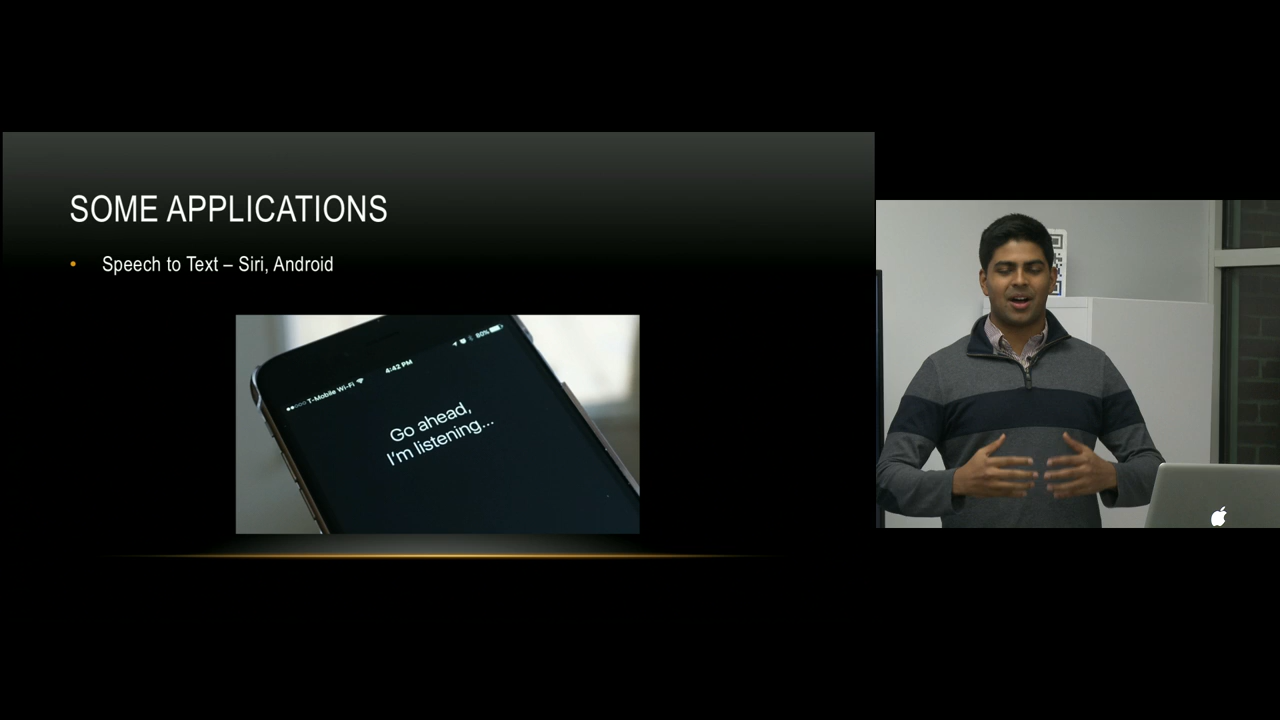 SOME APPLICATIONS
• Speech to Text – Siri, Android
●●○○○ T-Mobile Wi-Fi 4:42 PM 80%
Go ahead,
I'm listening...